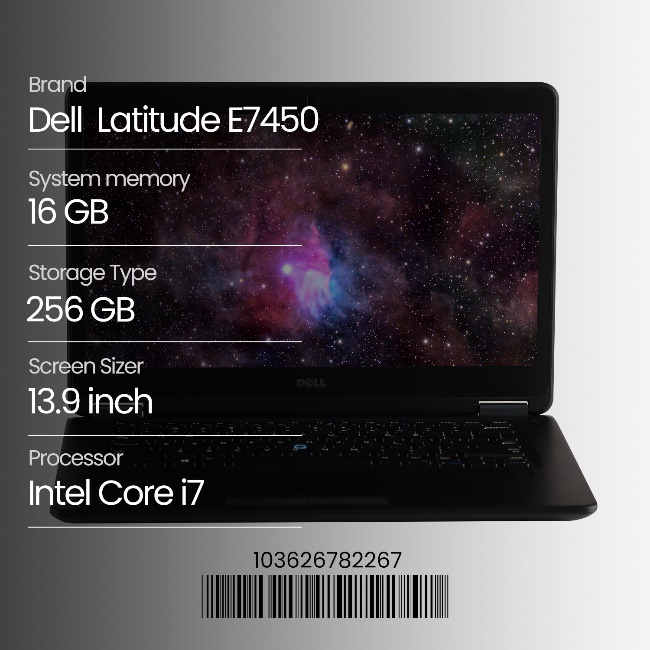 Brand
Dell Latitude E7450
System memory
16 GB
Storage Type
256 GB
Screen Sizer
13.9 inch
DELL
Processor
Intel Core i7
103626782267